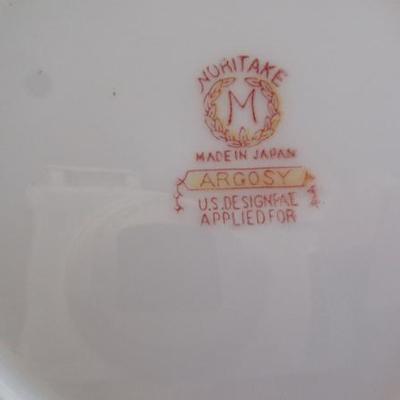 NORITAKE
M
MADE IN JAPAN
ARGOSY
U.S. DESIGN PAT.
APPLIED FOR